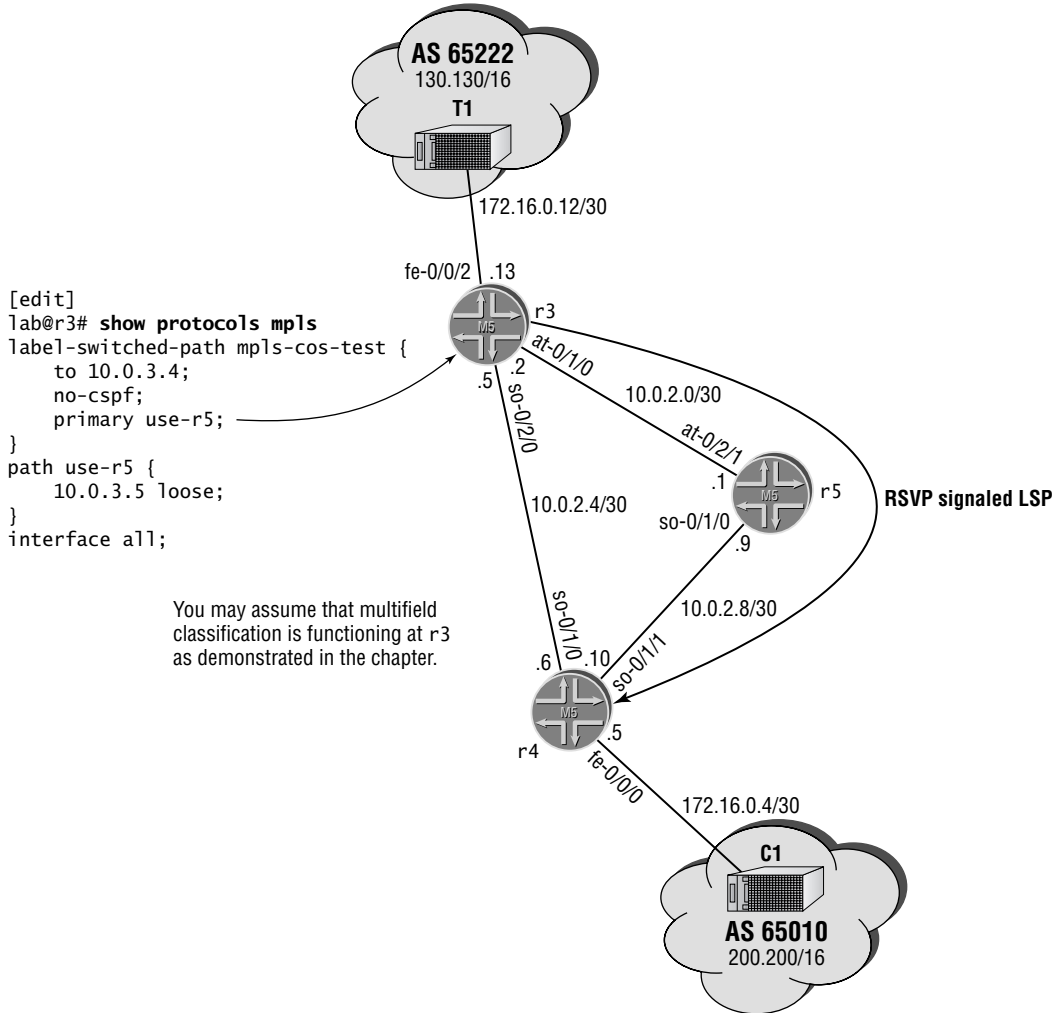 AS 65222
130.130/16
T1
172.16.0.12/30
fe-0/0/2 .13
[edit]
lab@r3# show protocols mpls
label-switched-path mpls-cos-test {
    to 10.0.3.4;
    no-cspf;
    primary use-r5;
}
path use-r5 {
    10.0.3.5 loose;
}
interface all;
r3
M5
at-0/1/0
.2
.5
so-0/2/0
10.0.2.0/30
at-0/2/1
.1
M5
r5
RSVP signaled LSP
10.0.2.4/30
so-0/1/0
.9
You may assume that multifield
classification is functioning at r3
as demonstrated in the chapter.
10.0.2.8/30
so-0/1/0
.6
.10
so-0/1/1
M5
.5
r4
fe-0/0/0
172.16.0.4/30
C1
AS 65010
200.200/16